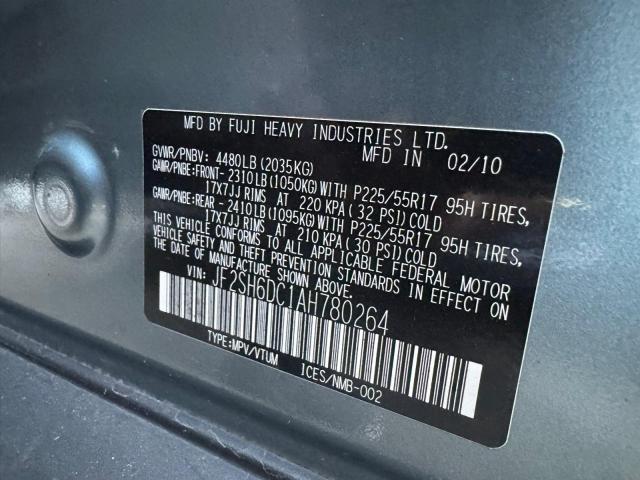 MFD BY FUJI HEAVY INDUSTRIES LTD.
MFD IN 02/10
GVWR/PNBV: 4480LB (2035KG)
GAWR/PNBE:FRONT- 2310LB (1050KG) WITH P225/55R17 95H TIRES,
17X7JJ RIMS AT 220 KPA (32 PSI) COLD
GAWR/PNBE:REAR - 2410LB (1095KG) WITH P225/55R17 95H TIRES,
17X7JJ RIMS AT 210 KPA (30 PSI) COLD
THIS VEHICLE CONFORMS TO ALL APPLICABLE FEDERAL MOTOR
VEHICLE SAFETY AND THEFT PREVENTION STANDARDS IN EFFECT ON
THE DATE OF MANUFACTURE SHOWN ABOVE.
JF2SH6DC1AH780264
TYPE:MPV/VTUM ICES/NMB-002